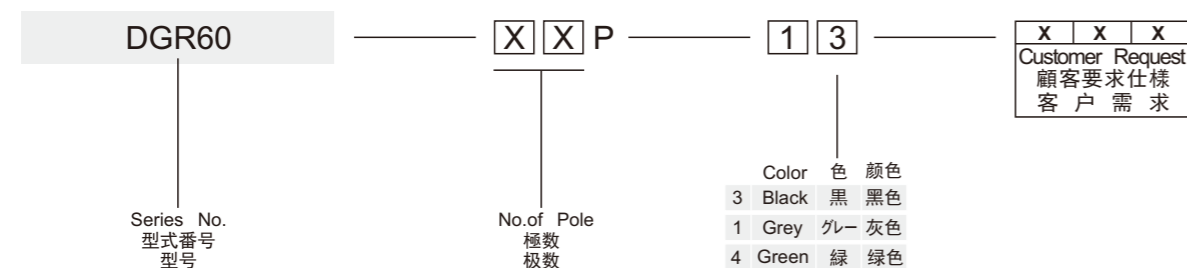 DGR60 X X P 1 3 X X X
Customer Request
顧客要求仕様
客户需求
Color 色 颜色
3 Black 黒 黑色
1 Grey グレー 灰色
4 Green 緑 绿色
Series No.
型式番号
型号
No.of Pole
極数
极数